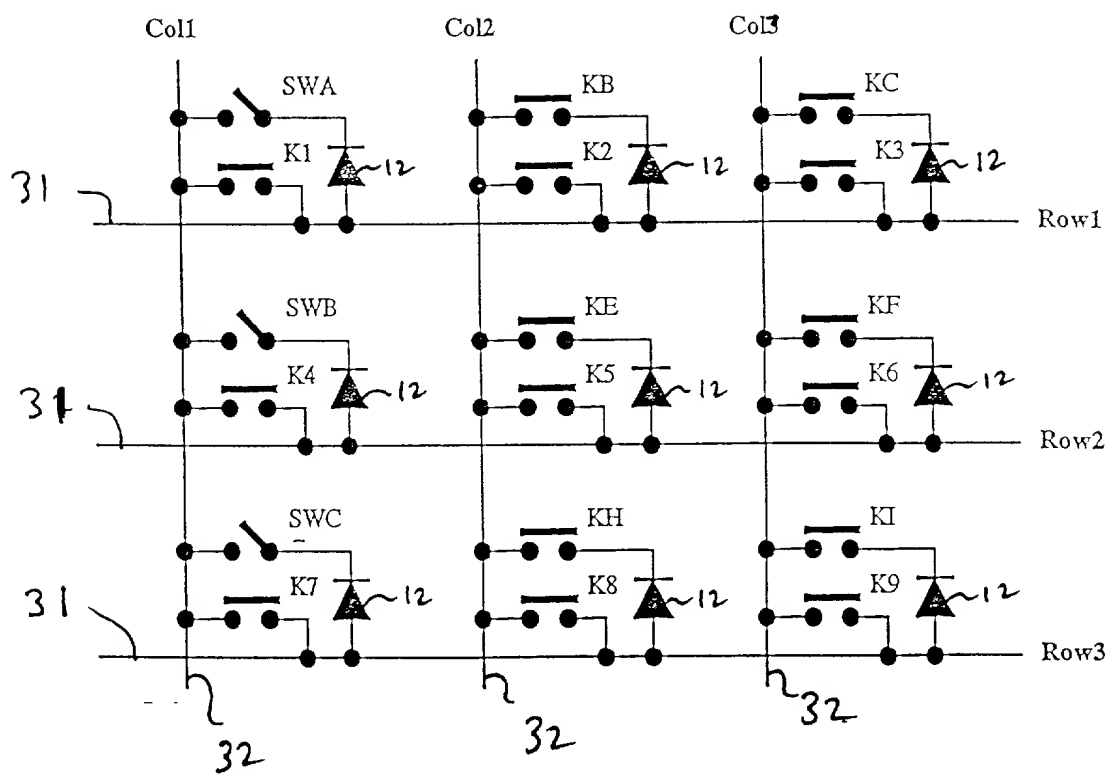 Col1 Col2 Col3
SWA KB KC
K1 12 K2 12 K3 12
31 Row1
SWB KE KF
K4 12 K5 12 K6 12
31 Row2
SWC KH KI
K7 12 K8 12 K9 12
31 Row3
32 32 32